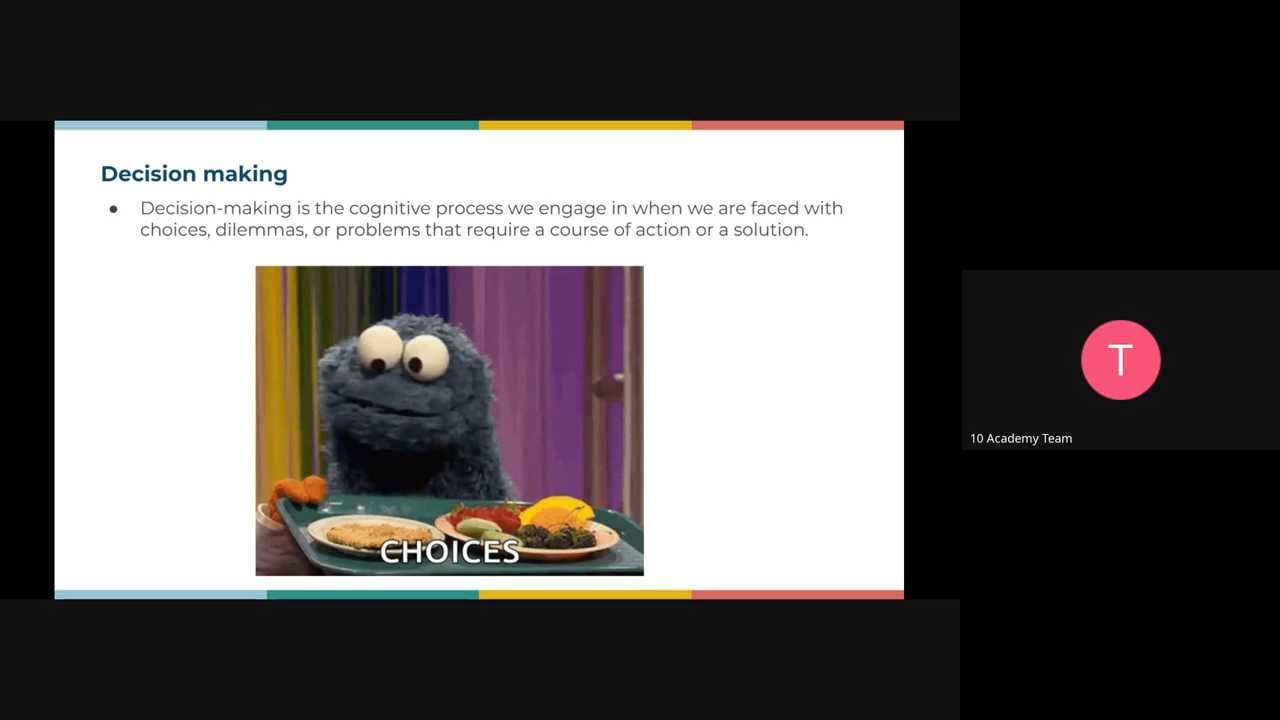 Decision making
● Decision-making is the cognitive process we engage in when we are faced with
choices, dilemmas, or problems that require a course of action or a solution.
CHOICES
T
10 Academy Team